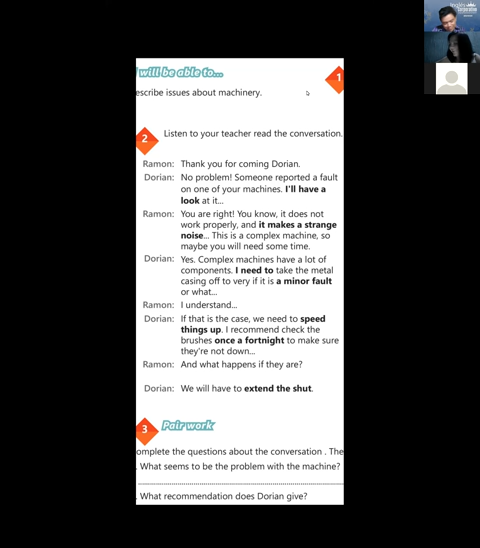 will be able to...
1
escribe issues about machinery.
2
Listen to your teacher read the conversation.
Ramon: Thank you for coming Dorian.
Dorian: No problem! Someone reported a fault
on one of your machines. I'll have a
look at it...
Ramon: You are right! You know, it does not
work properly, and it makes a strange
noise... This is a complex machine, so
maybe you will need some time.
Dorian: Yes. Complex machines have a lot of
components. I need to take the metal
casing off to very if it is a minor fault
or what...
Ramon: I understand...
Dorian: If that is the case, we need to speed
things up. I recommend check the
brushes once a fortnight to make sure
they're not down...
Ramon: And what happens if they are?
Dorian: We will have to extend the shut.
3
Pair work
omplete the questions about the conversation . The
. What seems to be the problem with the machine?
. What recommendation does Dorian give?